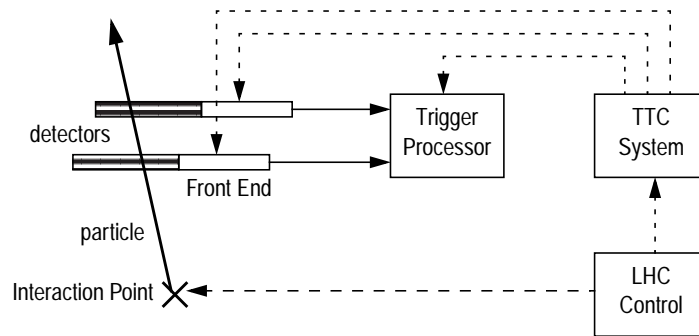 detectors
Trigger
Processor
TTC
System
Front End
particle
Interaction Point
LHC
Control